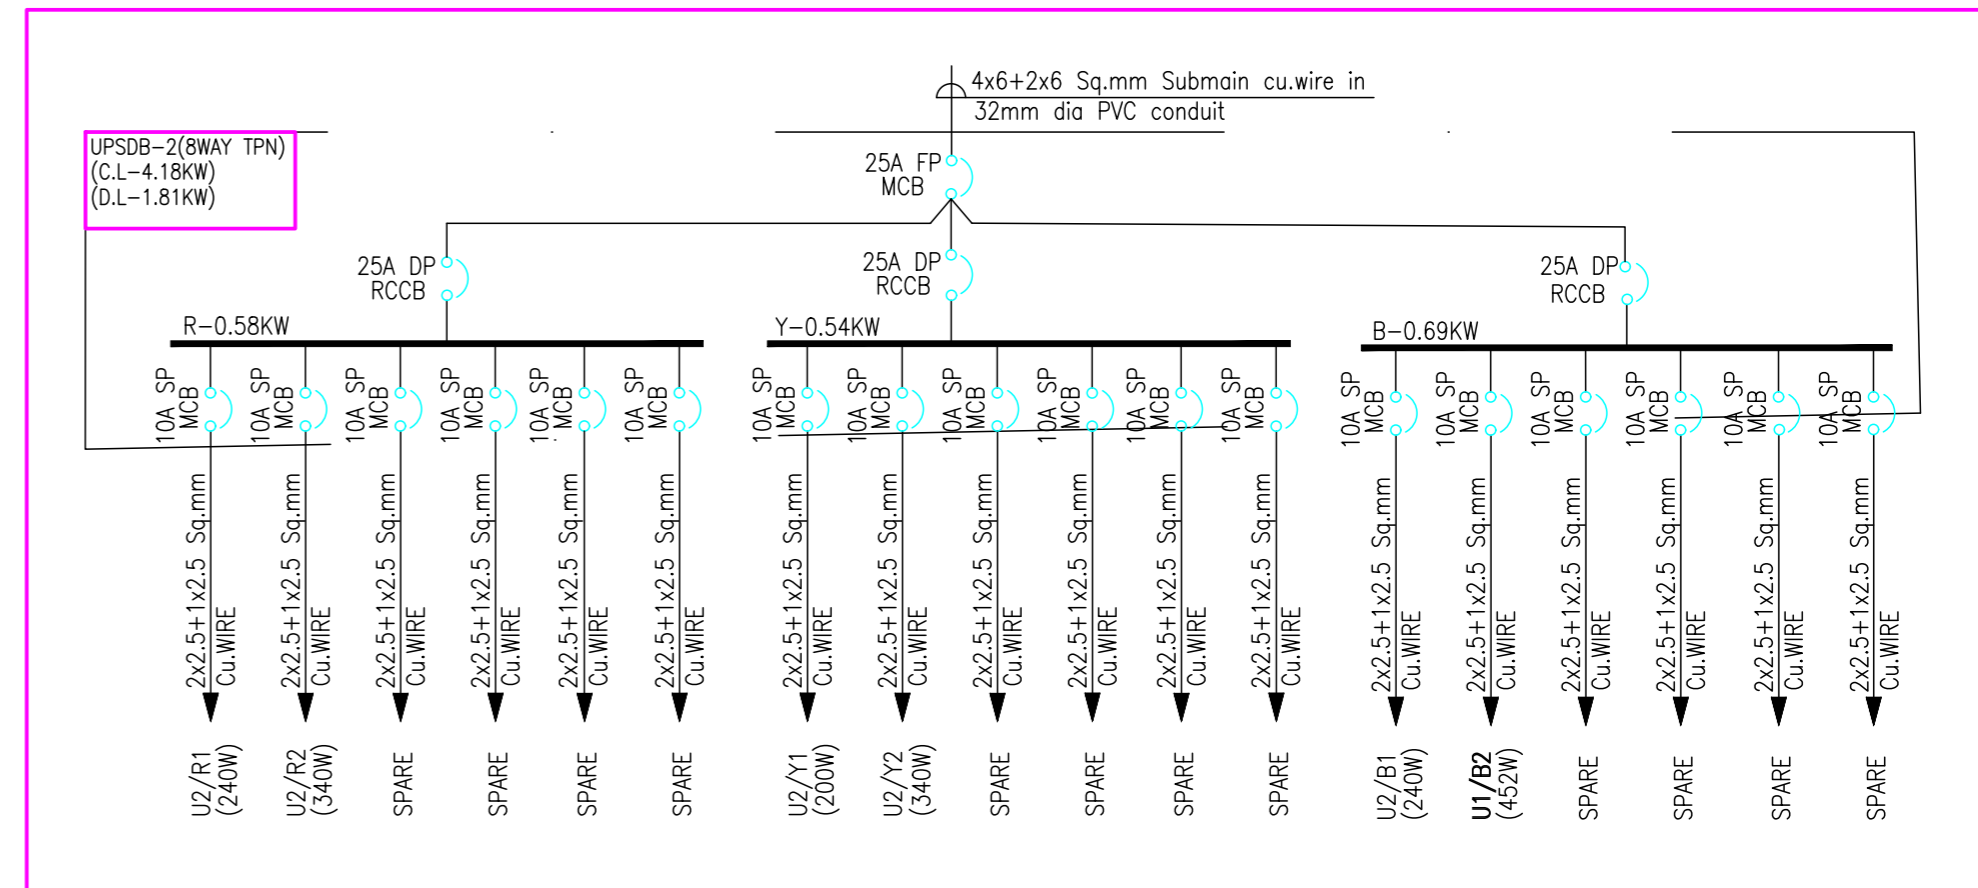 4x6+2x6 Sq.mm Submain cu.wire in
32mm dia PVC conduit
UPSDB-2(8WAY TPN)
(C.L-4.18KW)
(D.L-1.81KW)
25A FP
MCB
25A DP
RCCB
25A DP
RCCB
25A DP
RCCB
R-0.58KW
Y-0.54KW
B-0.69KW
10A SP
MCB
10A SP
MCB
10A SP
MCB
10A SP
MCB
10A SP
MCB
10A SP
MCB
10A SP
MCB
10A SP
MCB
10A SP
MCB
10A SP
MCB
10A SP
MCB
10A SP
MCB
10A SP
MCB
10A SP
MCB
10A SP
MCB
10A SP
MCB
10A SP
MCB
10A SP
MCB
2x2.5+1x2.5 Sq.mm
Cu.WIRE
2x2.5+1x2.5 Sq.mm
Cu.WIRE
2x2.5+1x2.5 Sq.mm
Cu.WIRE
2x2.5+1x2.5 Sq.mm
Cu.WIRE
2x2.5+1x2.5 Sq.mm
Cu.WIRE
2x2.5+1x2.5 Sq.mm
Cu.WIRE
2x2.5+1x2.5 Sq.mm
Cu.WIRE
2x2.5+1x2.5 Sq.mm
Cu.WIRE
2x2.5+1x2.5 Sq.mm
Cu.WIRE
2x2.5+1x2.5 Sq.mm
Cu.WIRE
2x2.5+1x2.5 Sq.mm
Cu.WIRE
2x2.5+1x2.5 Sq.mm
Cu.WIRE
2x2.5+1x2.5 Sq.mm
Cu.WIRE
2x2.5+1x2.5 Sq.mm
Cu.WIRE
2x2.5+1x2.5 Sq.mm
Cu.WIRE
2x2.5+1x2.5 Sq.mm
Cu.WIRE
2x2.5+1x2.5 Sq.mm
Cu.WIRE
2x2.5+1x2.5 Sq.mm
Cu.WIRE
U2/R1
(240W)
U2/R2
(340W)
SPARE
SPARE
SPARE
SPARE
U2/Y1
(200W)
U2/Y2
(340W)
SPARE
SPARE
SPARE
SPARE
U2/B1
(240W)
U1/B2
(452W)
SPARE
SPARE
SPARE
SPARE